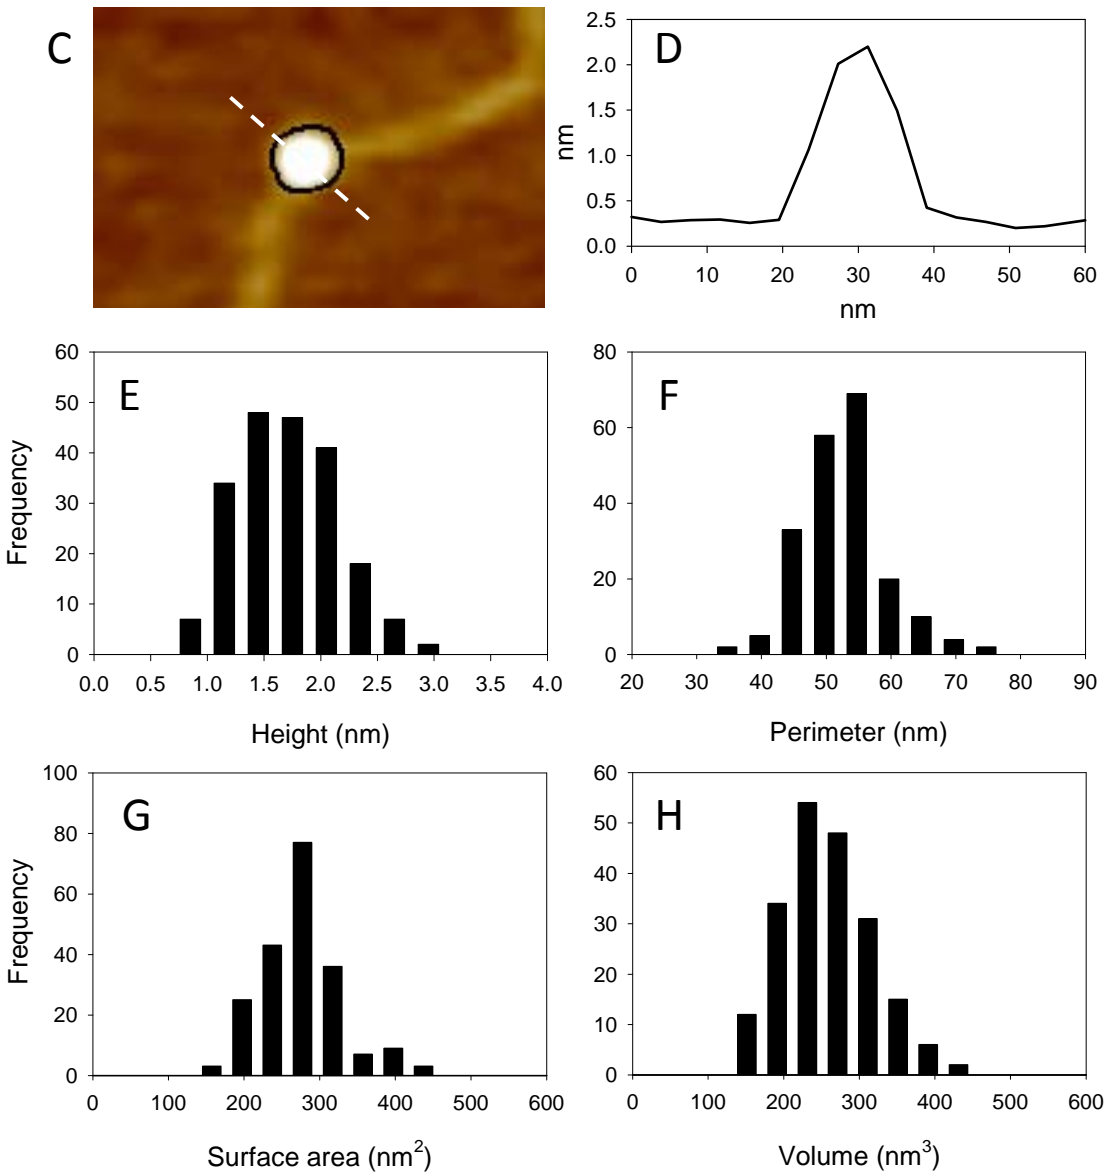 C
D
2.5
2.0
1.5
1.0
0.5
0.0
nm
0 10 20 30 40 50 60
nm
E
60
50
40
30
20
10
0
Frequency
0.0 0.5 1.0 1.5 2.0 2.5 3.0 3.5 4.0
Height (nm)
F
80
60
40
20
0
20 30 40 50 60 70 80 90
Perimeter (nm)
G
100
80
60
40
20
0
Frequency
0 100 200 300 400 500 600
Surface area (nm²)
H
60
50
40
30
20
10
0
0 100 200 300 400 500 600
Volume (nm³)